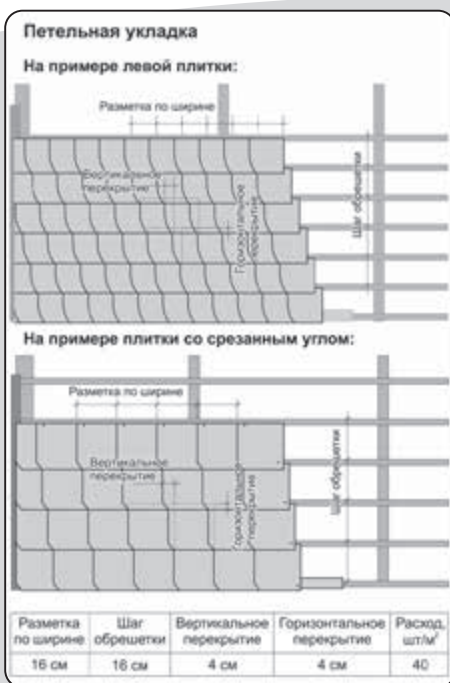 Петельная укладка
На примере левой плитки:
Разметка по ширине
Вертикальное
перекрытие
Горизонтальное
перекрытие
Шаг обрешетки
На примере плитки со срезанным углом:
Разметка по ширине
Вертикальное
перекрытие
Горизонтальное
перекрытие
Шаг обрешетки
Разметка по ширине Шаг обрешетки Вертикальное перекрытие Горизонтальное перекрытие Расход, шт/м²
16 см 16 см 4 см 4 см 40